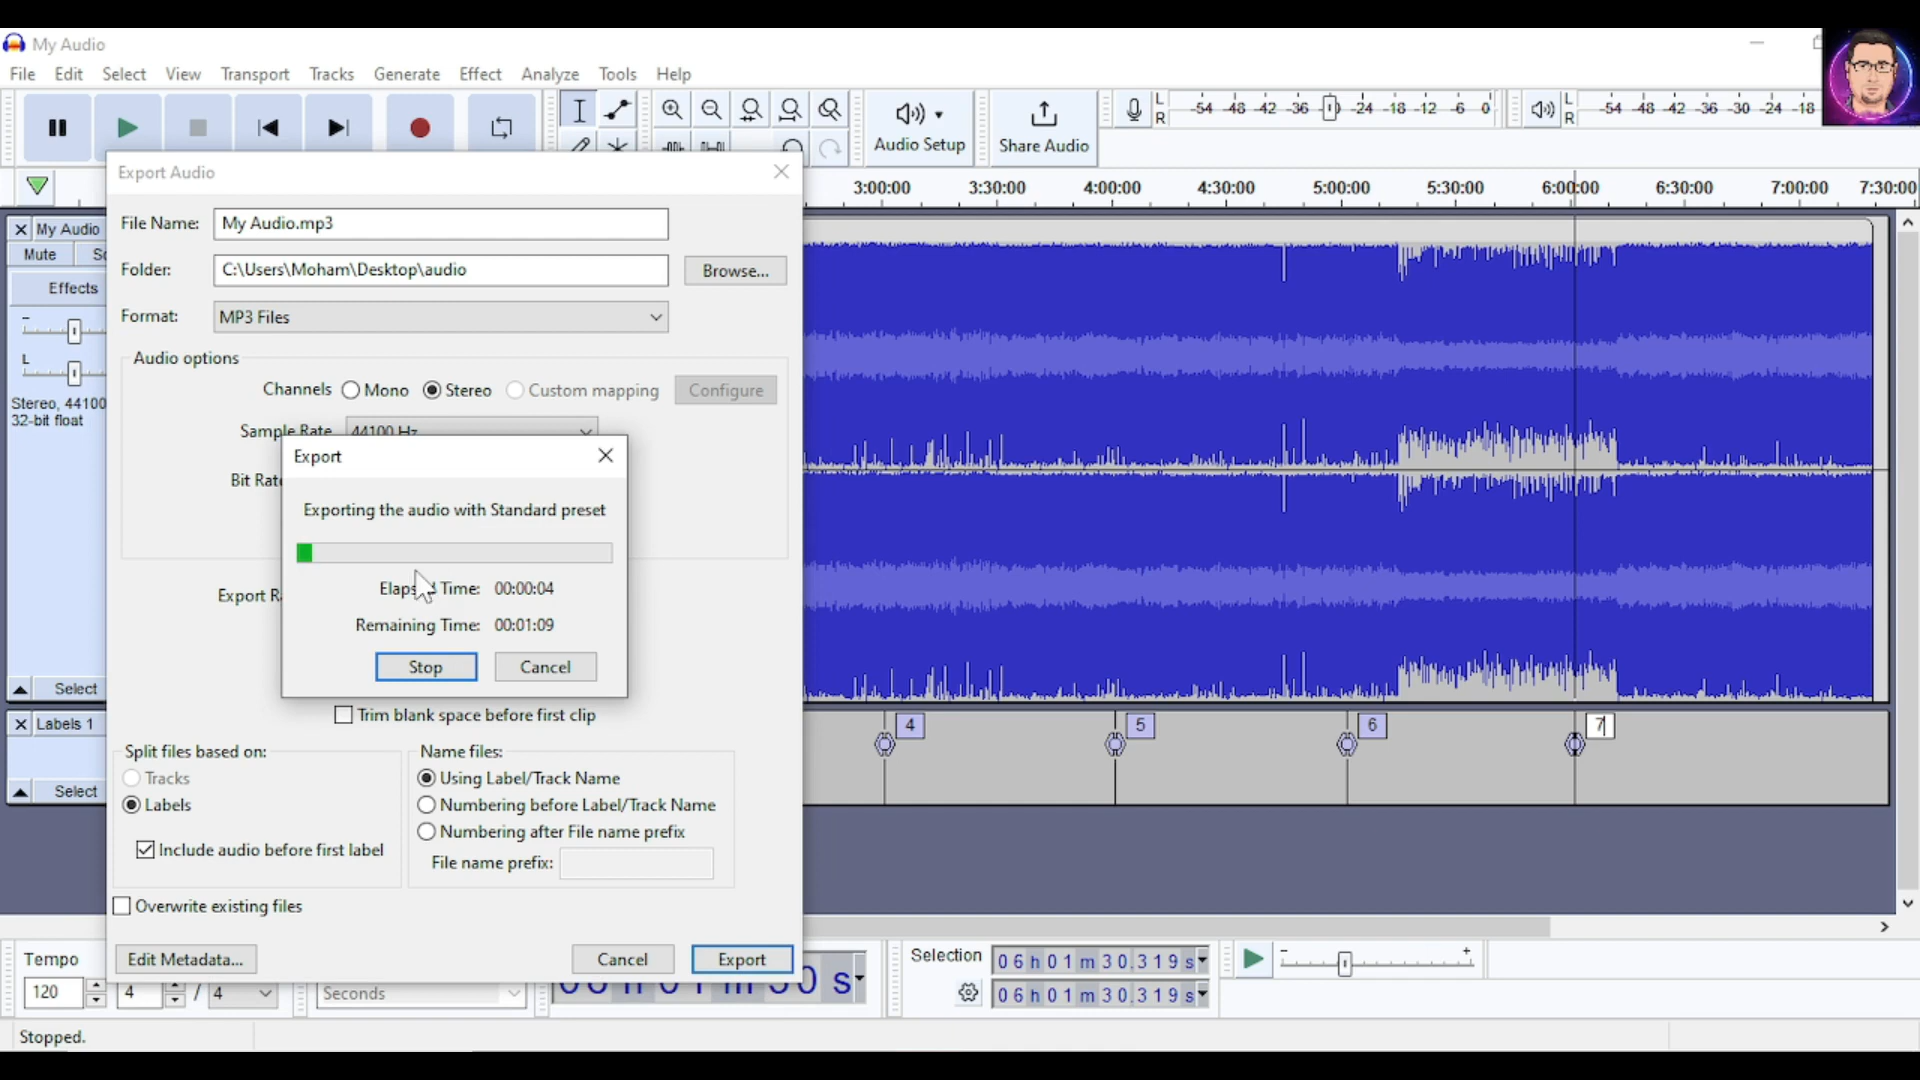 My Audio
File Edit Select View Transport Tracks Generate Effect Analyze Tools Help
L
R
-54 -48 -42 -36 -24 -18 -12 -6 0
L
R
-54 -48 -42 -36 -30 -24 -18
Audio Setup
Share Audio
3:00:00 3:30:00 4:00:00 4:30:00 5:00:00 5:30:00 6:00:00 6:30:00 7:00:00 7:30:00
Export Audio
File Name: My Audio.mp3
Folder: C:\Users\Moham\Desktop\audio Browse...
Format: MP3 Files
Audio options
Channels Mono Stereo Custom mapping Configure
Sample Rate 44100 Hz
Bit Rate
Export
Exporting the audio with Standard preset
Elapsed Time: 00:00:04
Remaining Time: 00:01:09
Stop Cancel
Export
Trim blank space before first clip
Split files based on:
Tracks
Labels
Include audio before first label
Name files:
Using Label/Track Name
Numbering before Label/Track Name
Numbering after File name prefix
File name prefix:
Overwrite existing files
Edit Metadata... Cancel Export
My Audio
Mute
Effects
-
L
Stereo, 44100
32-bit float
Select
Labels 1
Select
4 5 6 7
Tempo
120
4 / 4
Seconds
Selection
06h01m30.319s
06h01m30.319s
- +
Stopped.